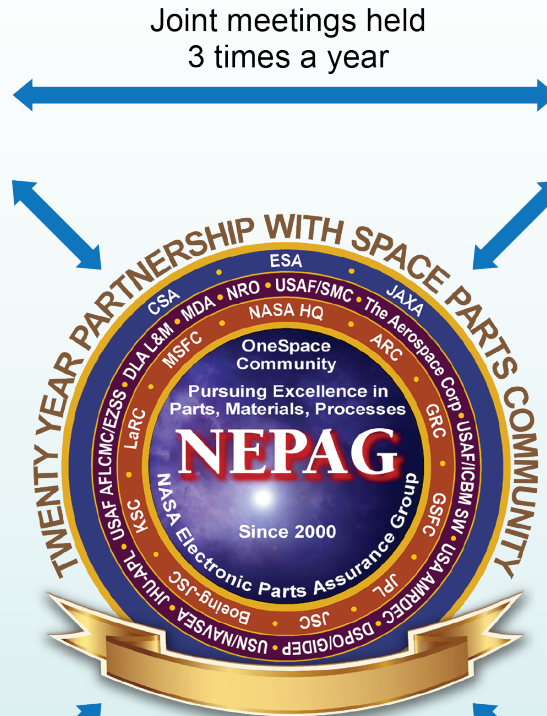 Joint meetings held
3 times a year
TWENTY YEAR PARTNERSHIP WITH SPACE PARTS COMMUNITY
CSA • ESA • JAXA
USAF AFLCMC/EZSS • DLA L&M • MDA • NRO • USAF/SMC • The Aerospace Corp • USAF/ICBM SW • USA AMRDEC • DSPO/GIDEP • USN/NAVSEA • JHU-APL •
NASA HQ • ARC • GRC • GSFC • JPL • JSC • Boeing-JSC • KSC • LaRC • MSFC •
OneSpace
Community
Pursuing Excellence in
Parts, Materials, Processes
NEPAG
Since 2000
NASA Electronic Parts Assurance Group